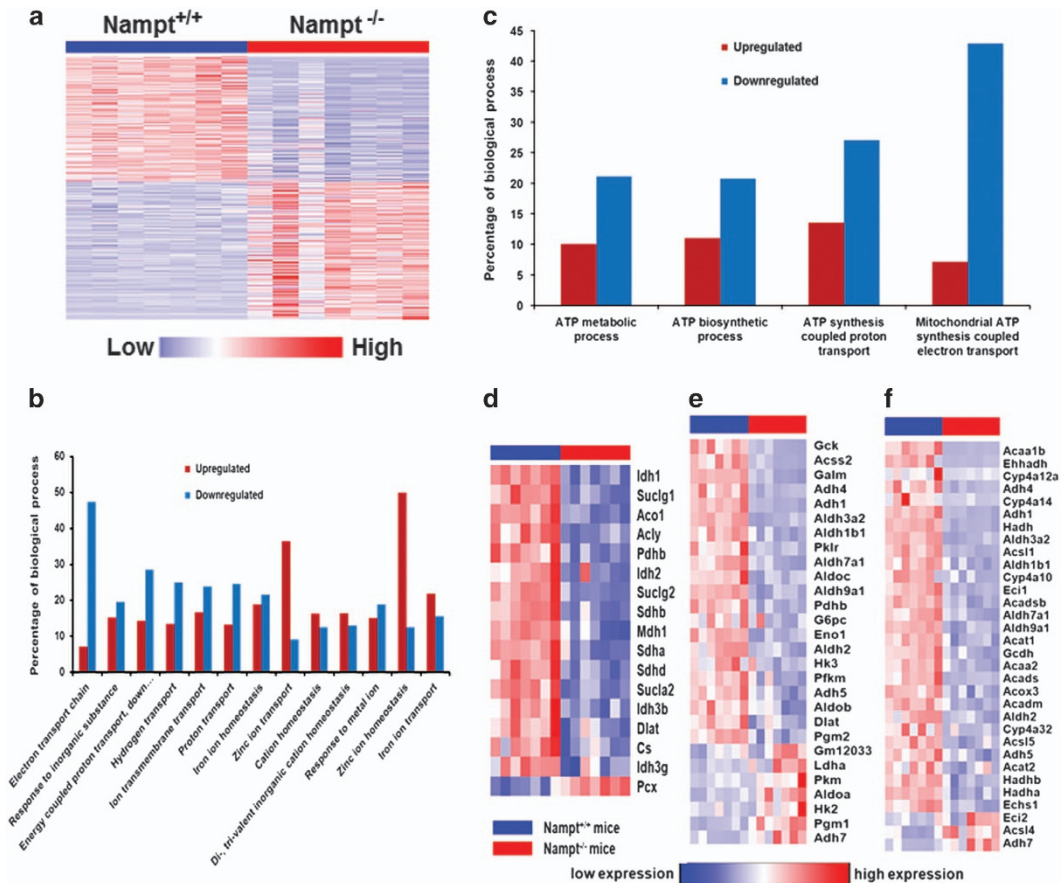 a
Nampt+/+
Nampt -/-
Low
High
c
Percentage of biological process
45
40
35
30
25
20
15
10
5
0
Upregulated
Downregulated
ATP metabolic
process
ATP biosynthetic
process
ATP synthesis
coupled proton
transport
Mitochondrial ATP
synthesis coupled
electron transport
b
Percentage of biological process
60
50
40
30
20
10
0
Upregulated
Downregulated
Electron transport chain
Response to inorganic substance
Energy coupled proton transport, down…
Hydrogen transport
Ion transmembrane transport
Proton transport
Iron ion homeostasis
Zinc ion transport
Cation homeostasis
Di-, tri-valent inorganic cation homeostasis
Response to metal ion
Zinc ion homeostasis
Iron ion transport
d
Idh1
Suclg1
Aco1
Acly
Pdhb
Idh2
Suclg2
Sdhb
Mdh1
Sdha
Sdhd
Sucla2
Idh3b
Dlat
Cs
Idh3g
Pcx
Nampt+/+ mice
Nampt-/- mice
e
Gck
Acss2
Galm
Adh4
Adh1
Aldh3a2
Aldh1b1
Pklr
Aldh7a1
Aldoc
Aldh9a1
Pdhb
G6pc
Eno1
Aldh2
Hk3
Pfkm
Adh5
Aldob
Dlat
Pgm2
Gm12033
Ldha
Pkm
Aldoa
Hk2
Pgm1
Adh7
f
Acaa1b
Ehhadh
Cyp4a12a
Adh4
Cyp4a14
Adh1
Hadh
Aldh3a2
Acsl1
Aldh1b1
Cyp4a10
Eci1
Acadsb
Aldh7a1
Aldh9a1
Acat1
Gcdh
Acaa2
Acads
Acox3
Acadm
Aldh2
Cyp4a32
Acsl5
Adh5
Acat2
Hadhb
Hadha
Echs1
Eci2
Acsl4
Adh7
low expression
high expression